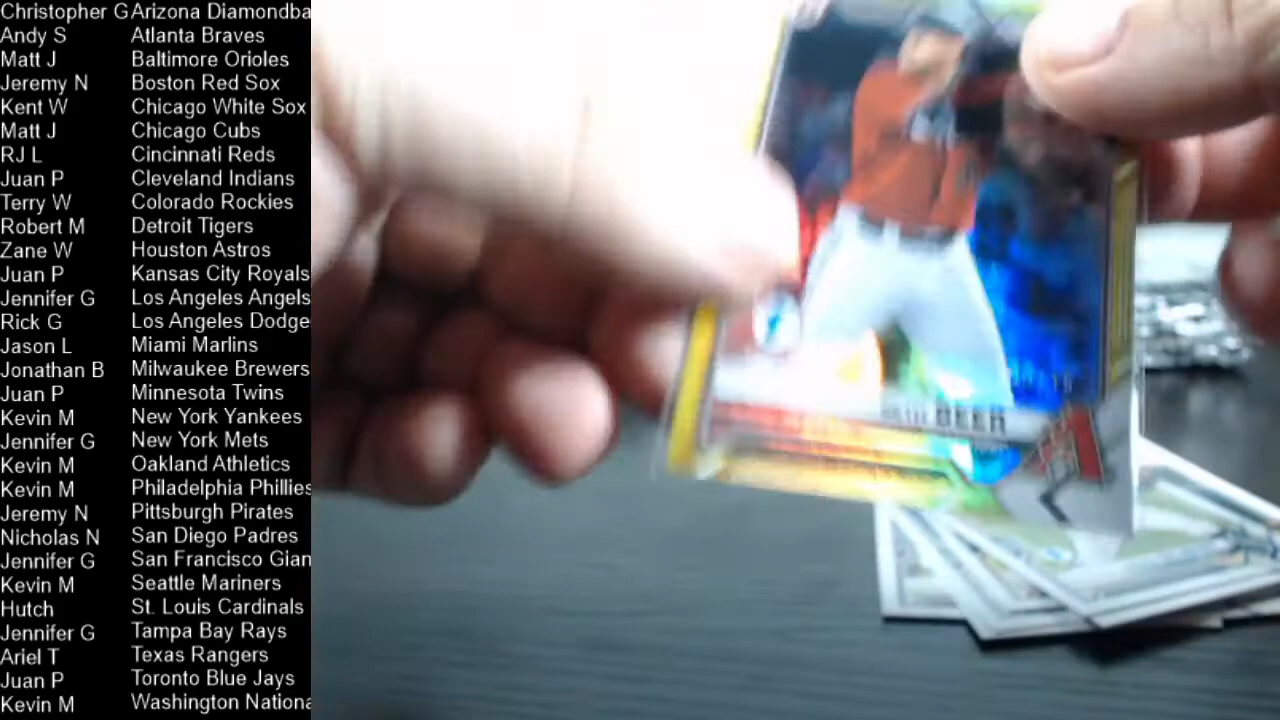 Christopher G Arizona Diamondba
Andy S Atlanta Braves
Matt J Baltimore Orioles
Jeremy N Boston Red Sox
Kent W Chicago White Sox
Matt J Chicago Cubs
RJ L Cincinnati Reds
Juan P Cleveland Indians
Terry W Colorado Rockies
Robert M Detroit Tigers
Zane W Houston Astros
Juan P Kansas City Royals
Jennifer G Los Angeles Angels
Rick G Los Angeles Dodge
Jason L Miami Marlins
Jonathan B Milwaukee Brewers
Juan P Minnesota Twins
Kevin M New York Yankees
Jennifer G New York Mets
Kevin M Oakland Athletics
Kevin M Philadelphia Phillies
Jeremy N Pittsburgh Pirates
Nicholas N San Diego Padres
Jennifer G San Francisco Gian
Kevin M Seattle Mariners
Hutch St. Louis Cardinals
Jennifer G Tampa Bay Rays
Ariel T Texas Rangers
Juan P Toronto Blue Jays
Kevin M Washington Nationa
BEER